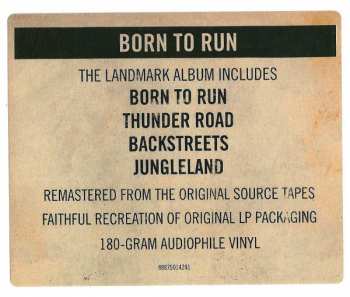 BORN TO RUN
THE LANDMARK ALBUM INCLUDES
BORN TO RUN
THUNDER ROAD
BACKSTREETS
JUNGLELAND
REMASTERED FROM THE ORIGINAL SOURCE TAPES
FAITHFUL RECREATION OF ORIGINAL LP PACKAGING
180-GRAM AUDIOPHILE VINYL
88875014281